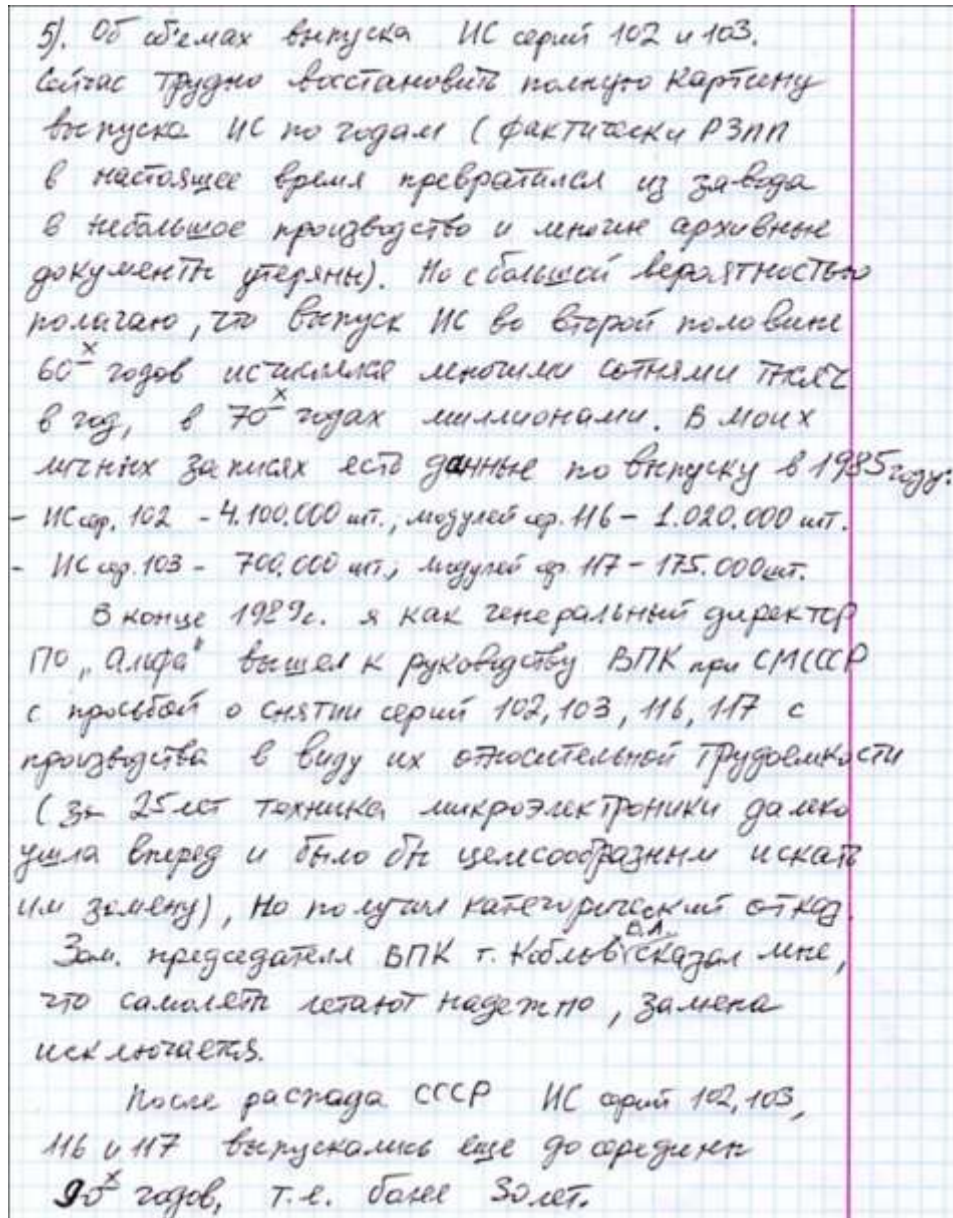 5). Об об'емах выпуска ИС серий 102 и 103.
Сейчас трудно восстановить полную картину
выпуска ИС по годам (фактически РЗПП
в настоящее время превратился из завода
в небольшое производство и многие архивные
документы утеряны). Но с большой вероятностью
полагаю, что выпуск ИС во второй половине
60х годов исчислялся многими сотнями тысяч
в год, в 70х годах миллионами. В моих
личных записях есть данные по выпуску в 1985 году:
- ИС сер. 102 - 4.100.000 шт., модулей сер. 116 - 1.020.000 шт.
- ИС сер. 103 - 700.000 шт., модулей сер. 117 - 175.000 шт.
В конце 1989г. я как генеральный директор
ПО „Альфа" вышел к руководству ВПК при СМ СССР
с просьбой о снятии серий 102, 103, 116, 117 с
производства в виду их относительной трудоемкости
(за 25 лет техника микроэлектроники далеко
ушла вперед и было бы целесообразным искать
им замену), но получил категорический отказ.
Зам. председателя ВПК т. Коблов В.Л. сказал мне,
что самолеты летают надежно, замена
исключается.
После распада СССР ИС серий 102, 103,
116 и 117 выпускались еще до середины
90х годов, т.е. более 30 лет.